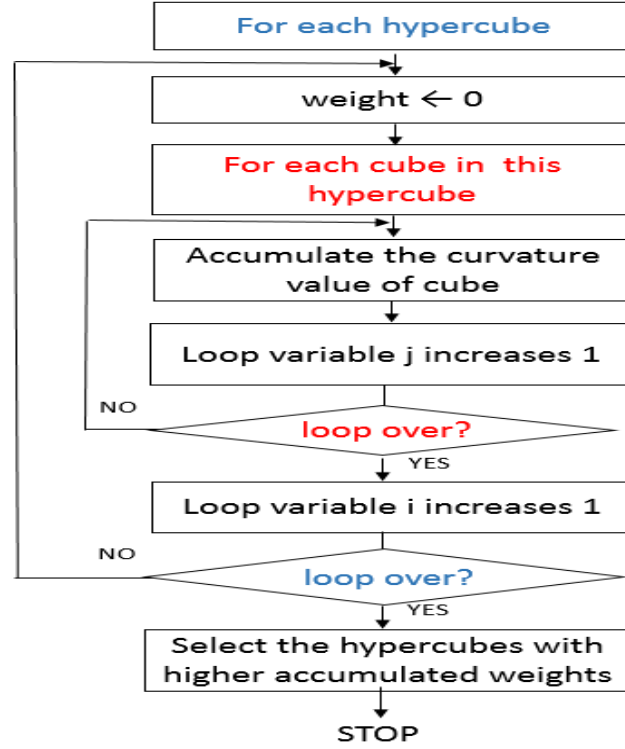 For each hypercube
weight ← 0
For each cube in this
hypercube
Accumulate the curvature
value of cube
Loop variable j increases 1
NO
loop over?
YES
Loop variable i increases 1
NO
loop over?
YES
Select the hypercubes with
higher accumulated weights
STOP